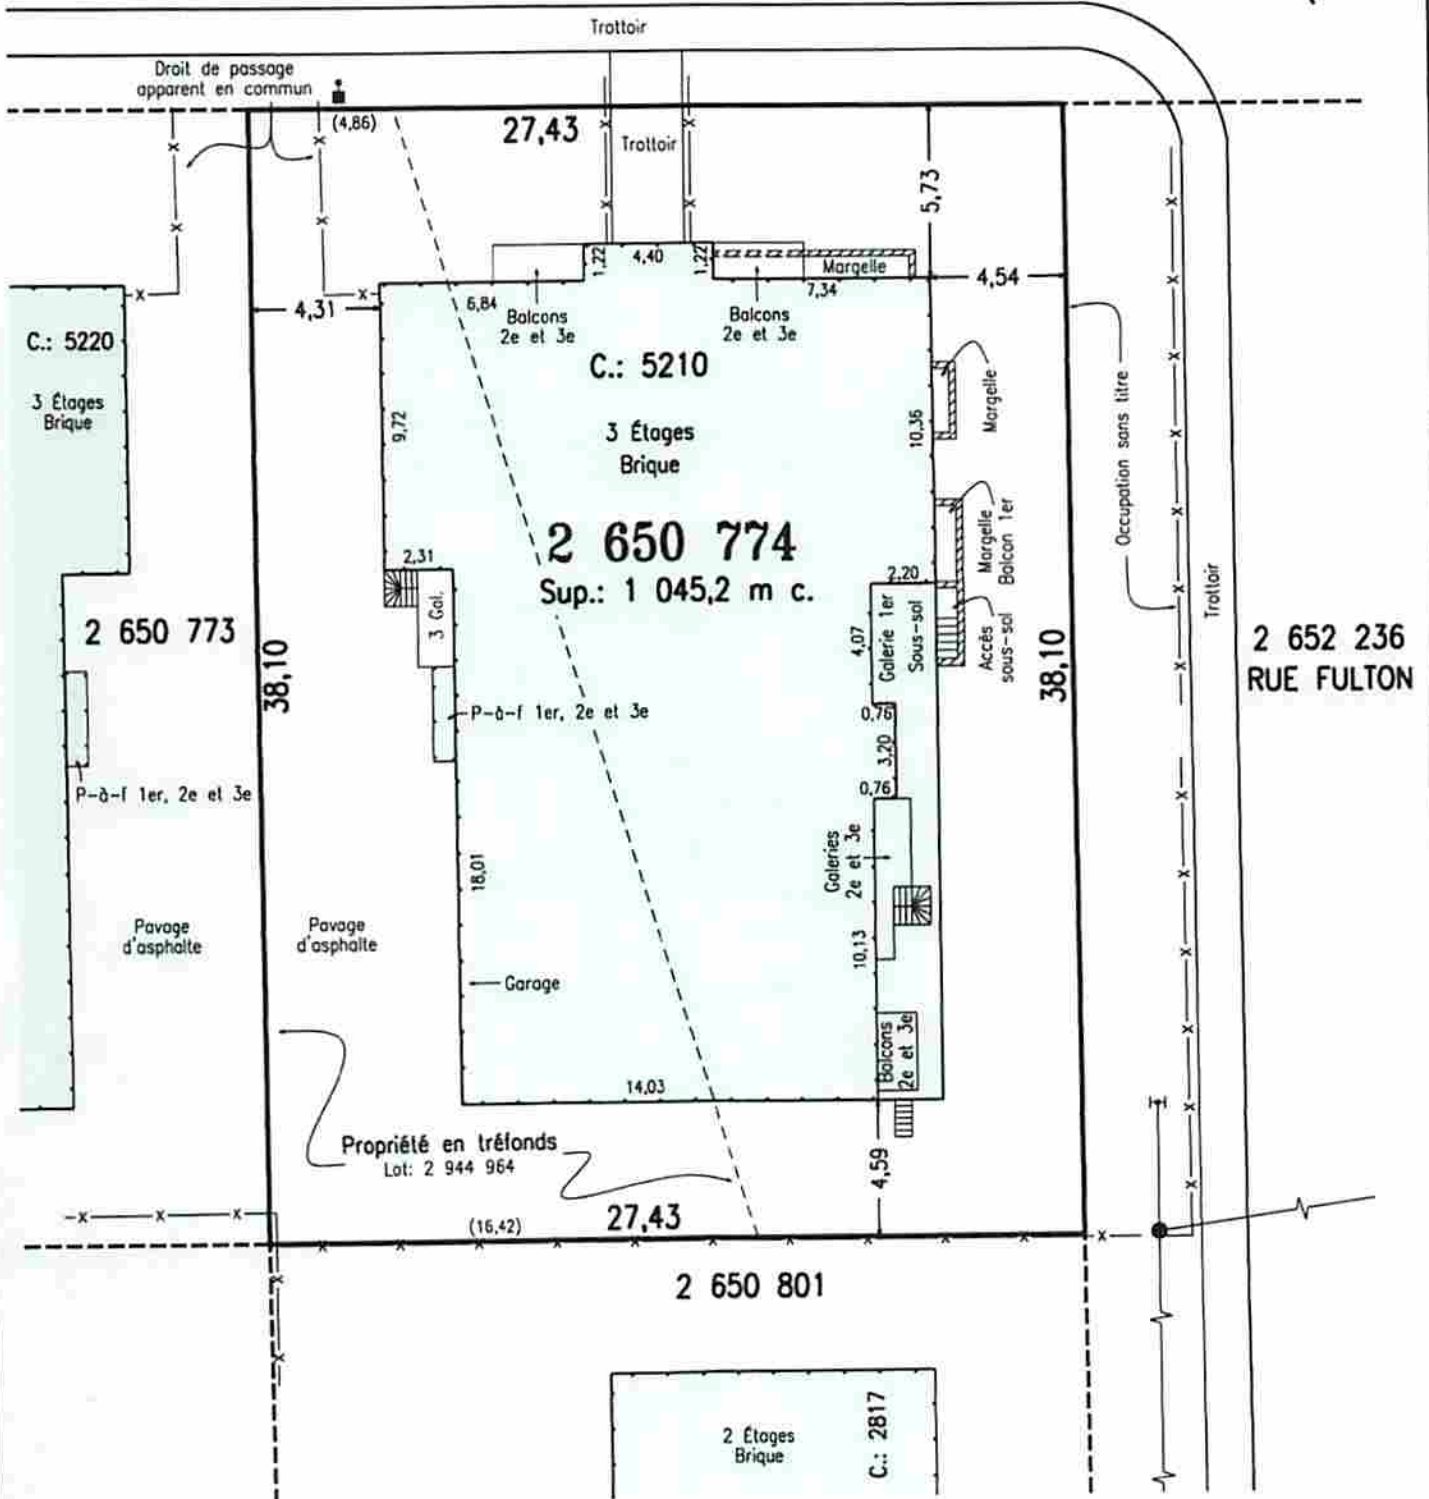 Trottoir
Droit de passage
apparent en commun
(4,86)
27,43
Trottoir
5,73
1,22
4,40
1,22
Margelle
4,54
4,31
6,84
7,34
Balcons
2e et 3e
Balcons
2e et 3e
C.: 5220
3 Étages
Brique
C.: 5210
3 Étages
Brique
9,72
10,36
Margelle
Occupation sans titre
2 650 774
Sup.: 1 045,2 m c.
2,31
3 Gal.
2,20
Margelle
Balcon 1er
Galerie 1er
Sous-sol
4,07
Accès
sous-sol
Trottoir
2 650 773
38,10
38,10
2 652 236
RUE FULTON
P-à-f 1er, 2e et 3e
0,76
3,20
0,76
P-à-f 1er, 2e et 3e
Galeries
2e et 3e
18,01
10,13
Pavage
d'asphalte
Pavage
d'asphalte
Garage
Balcons
2e et 3e
14,03
Propriété en tréfonds
Lot: 2 944 964
4,59
(16,42)
27,43
2 650 801
2 Étages
Brique
C.: 2817